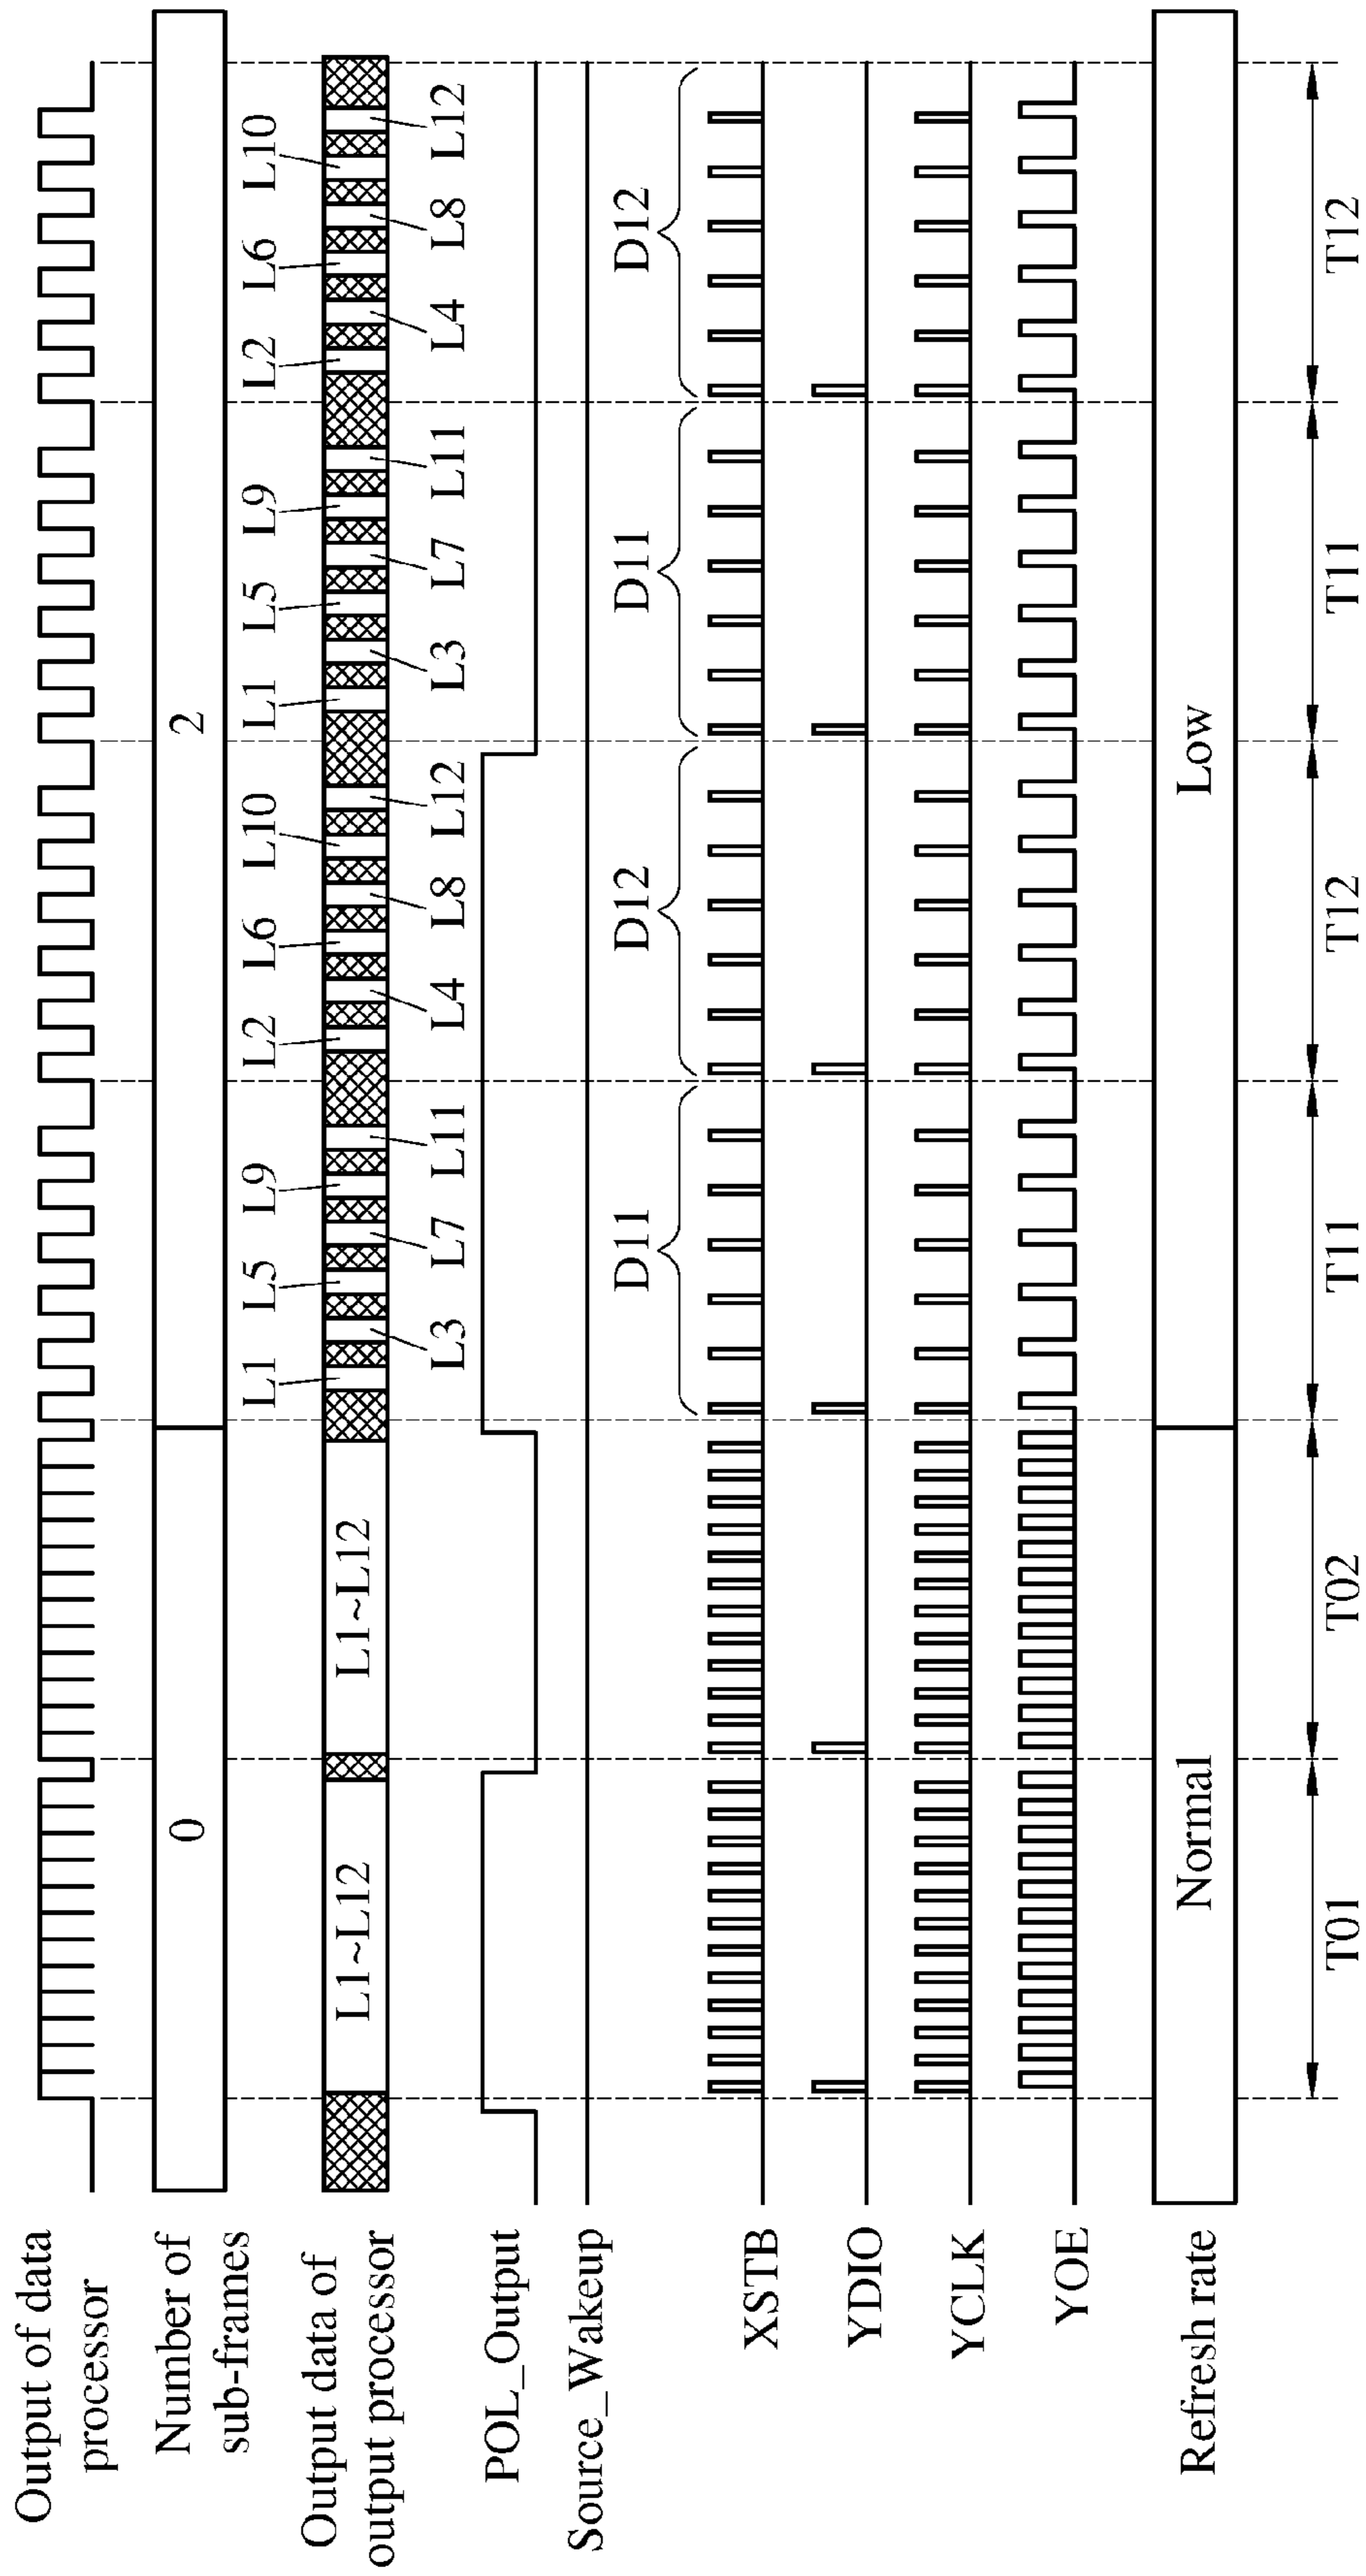 Output of data
processor
Number of
sub-frames
0
2
Output data of
output processor
L1~L12
L1~L12
L1 L5 L9 L2 L6 L10 L1 L5 L9 L2 L6 L10
L3 L7 L11 L4 L8 L12 L3 L7 L11 L4 L8 L12
POL_Output
Source_Wakeup
D11 D12 D11 D12
XSTB
YDIO
YCLK
YOE
Refresh rate
Normal
Low
T01 T02 T11 T12 T11 T12